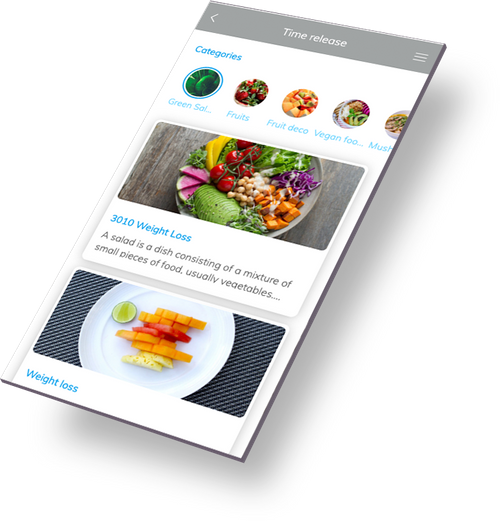 Time release
Categories
Green Sal...
Fruits
Fruit deco
Vegan foo...
Mush
3010 Weight Loss
A salad is a dish consisting of a mixture of
small pieces of food, usually vegetables....
Weight loss